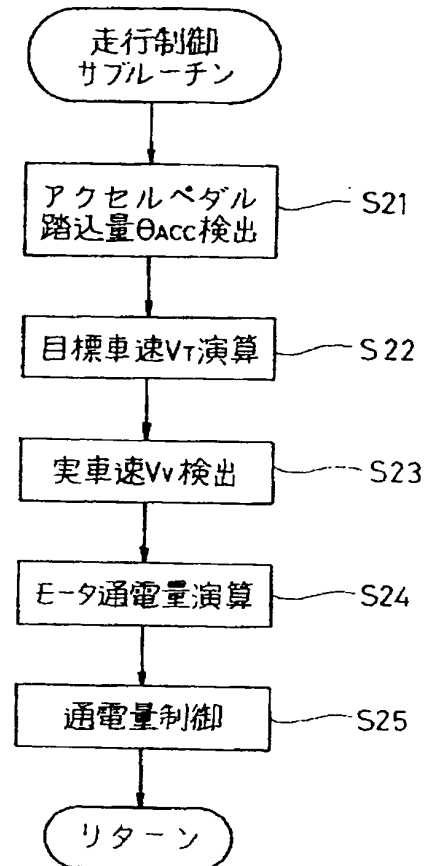 走行制御
サブルーチン
アクセルペダル
踏込量θACC検出
S21
目標車速VT演算
S22
実車速Vv検出
S23
モータ通電量演算
S24
通電量制御
S25
リターン